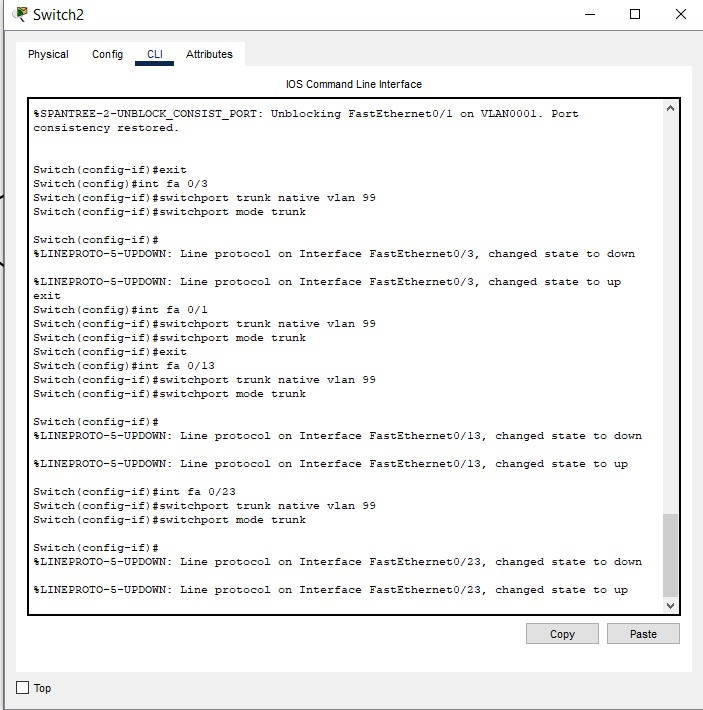 Switch2
Physical Config CLI Attributes
IOS Command Line Interface
%SPANTREE-2-UNBLOCK_CONSIST_PORT: Unblocking FastEthernet0/1 on VLAN0001. Port
consistency restored.
Switch(config-if)#exit
Switch(config)#int fa 0/3
Switch(config-if)#switchport trunk native vlan 99
Switch(config-if)#switchport mode trunk
Switch(config-if)#
%LINEPROTO-5-UPDOWN: Line protocol on Interface FastEthernet0/3, changed state to down
%LINEPROTO-5-UPDOWN: Line protocol on Interface FastEthernet0/3, changed state to up
exit
Switch(config)#int fa 0/1
Switch(config-if)#switchport trunk native vlan 99
Switch(config-if)#switchport mode trunk
Switch(config-if)#exit
Switch(config)#int fa 0/13
Switch(config-if)#switchport trunk native vlan 99
Switch(config-if)#switchport mode trunk
Switch(config-if)#
%LINEPROTO-5-UPDOWN: Line protocol on Interface FastEthernet0/13, changed state to down
%LINEPROTO-5-UPDOWN: Line protocol on Interface FastEthernet0/13, changed state to up
Switch(config-if)#int fa 0/23
Switch(config-if)#switchport trunk native vlan 99
Switch(config-if)#switchport mode trunk
Switch(config-if)#
%LINEPROTO-5-UPDOWN: Line protocol on Interface FastEthernet0/23, changed state to down
%LINEPROTO-5-UPDOWN: Line protocol on Interface FastEthernet0/23, changed state to up
Copy Paste
Top